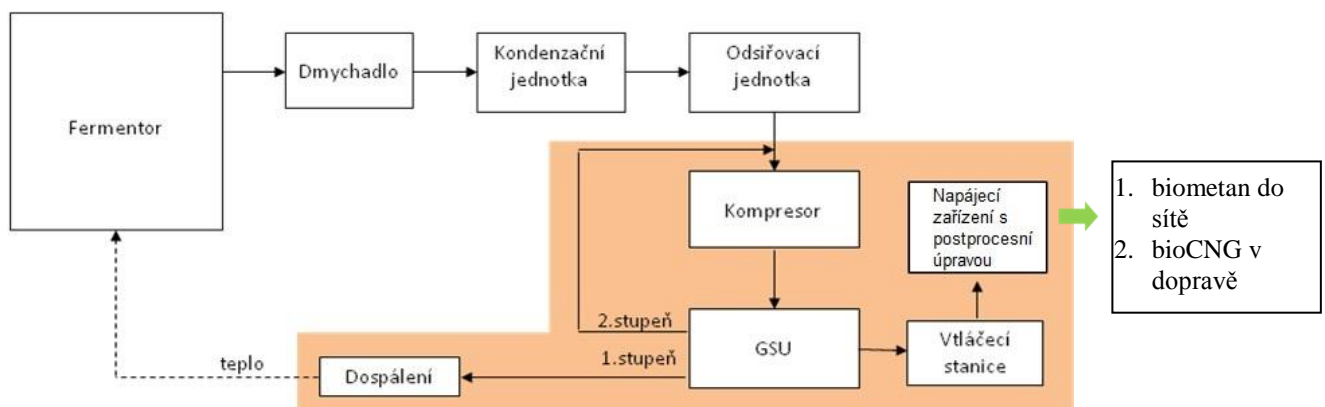 Fermentor
Dmychadlo
Kondenzační
jednotka
Odsiřovací
jednotka
Kompresor
Napájecí
zařízení s
postprocesní
úpravou
1. biometan do
sítě
2. bioCNG v
dopravě
2.stupeň
GSU
1.stupeň
Vtláčecí
stanice
teplo
Dospálení